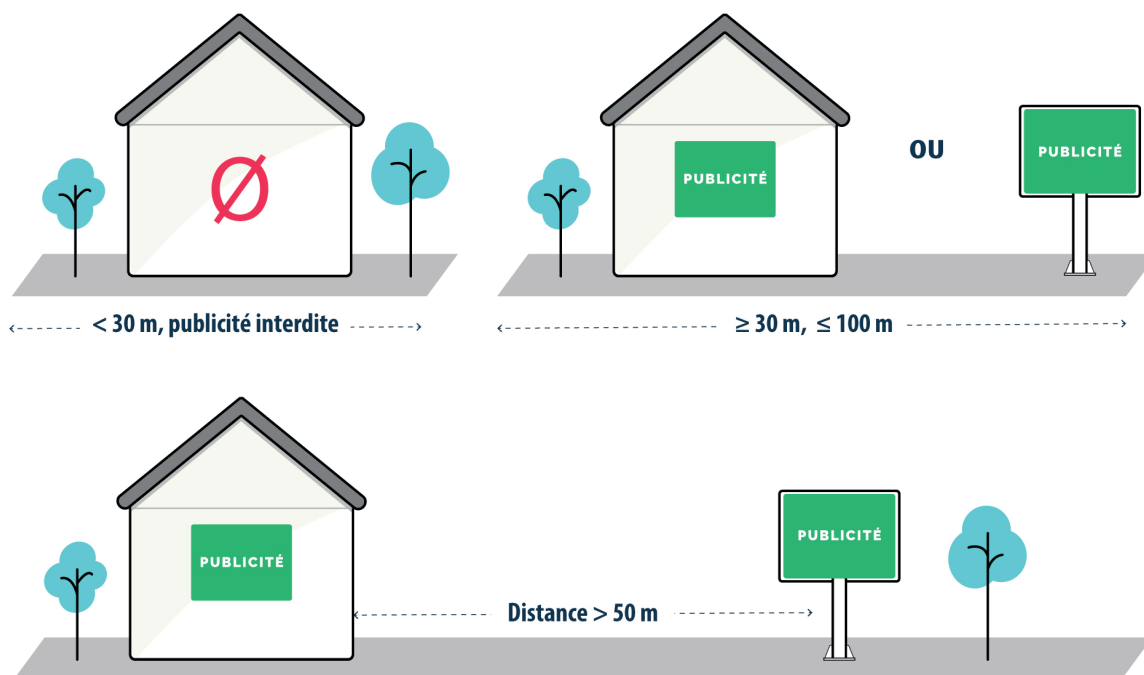 Ø
PUBLICITÉ
OU
PUBLICITÉ
< 30 m, publicité interdite
≥ 30 m, ≤ 100 m
PUBLICITÉ
PUBLICITÉ
Distance > 50 m